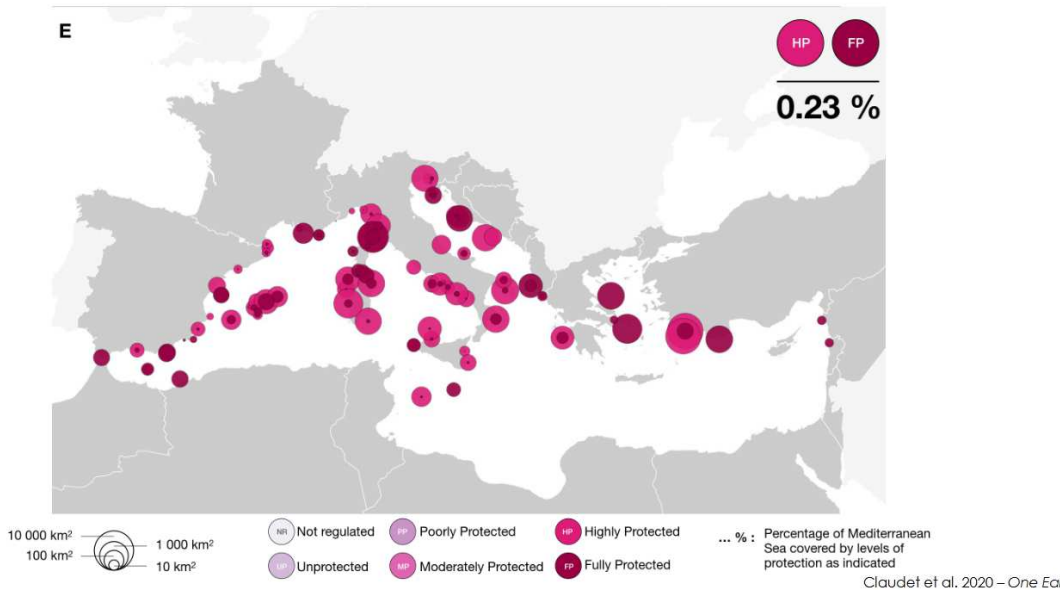 E
HP FP
0.23 %
10 000 km²
1 000 km²
100 km²
10 km²
NR Not regulated
PP Poorly Protected
HP Highly Protected
UP Unprotected
MP Moderately Protected
FP Fully Protected
... % : Percentage of Mediterranean
Sea covered by levels of
protection as indicated
Claudet et al. 2020 – One Ea